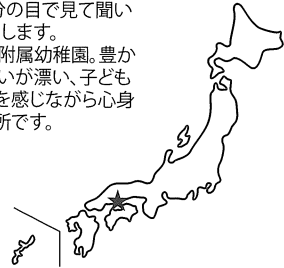 分の目で見て聞い
します。
附属幼稚園。豊か
いが漂い、子ども
を感じながら心身
所です。